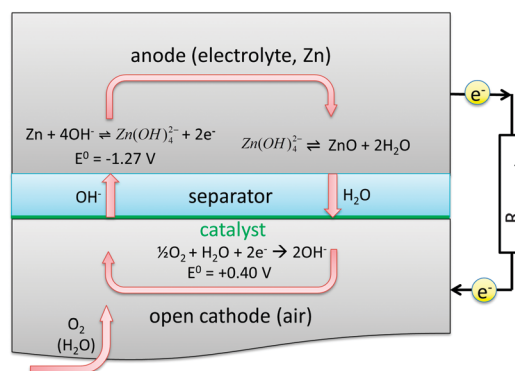 anode (electrolyte, Zn)
e⁻
Zn + 4OH⁻ ⇌ Zn(OH)₄²⁻ + 2e⁻
E⁰ = -1.27 V
Zn(OH)₄²⁻ ⇌ ZnO + 2H₂O
R
OH⁻
separator
H₂O
catalyst
½O₂ + H₂O + 2e⁻ → 2OH⁻
E⁰ = +0.40 V
e⁻
O₂
(H₂O)
open cathode (air)